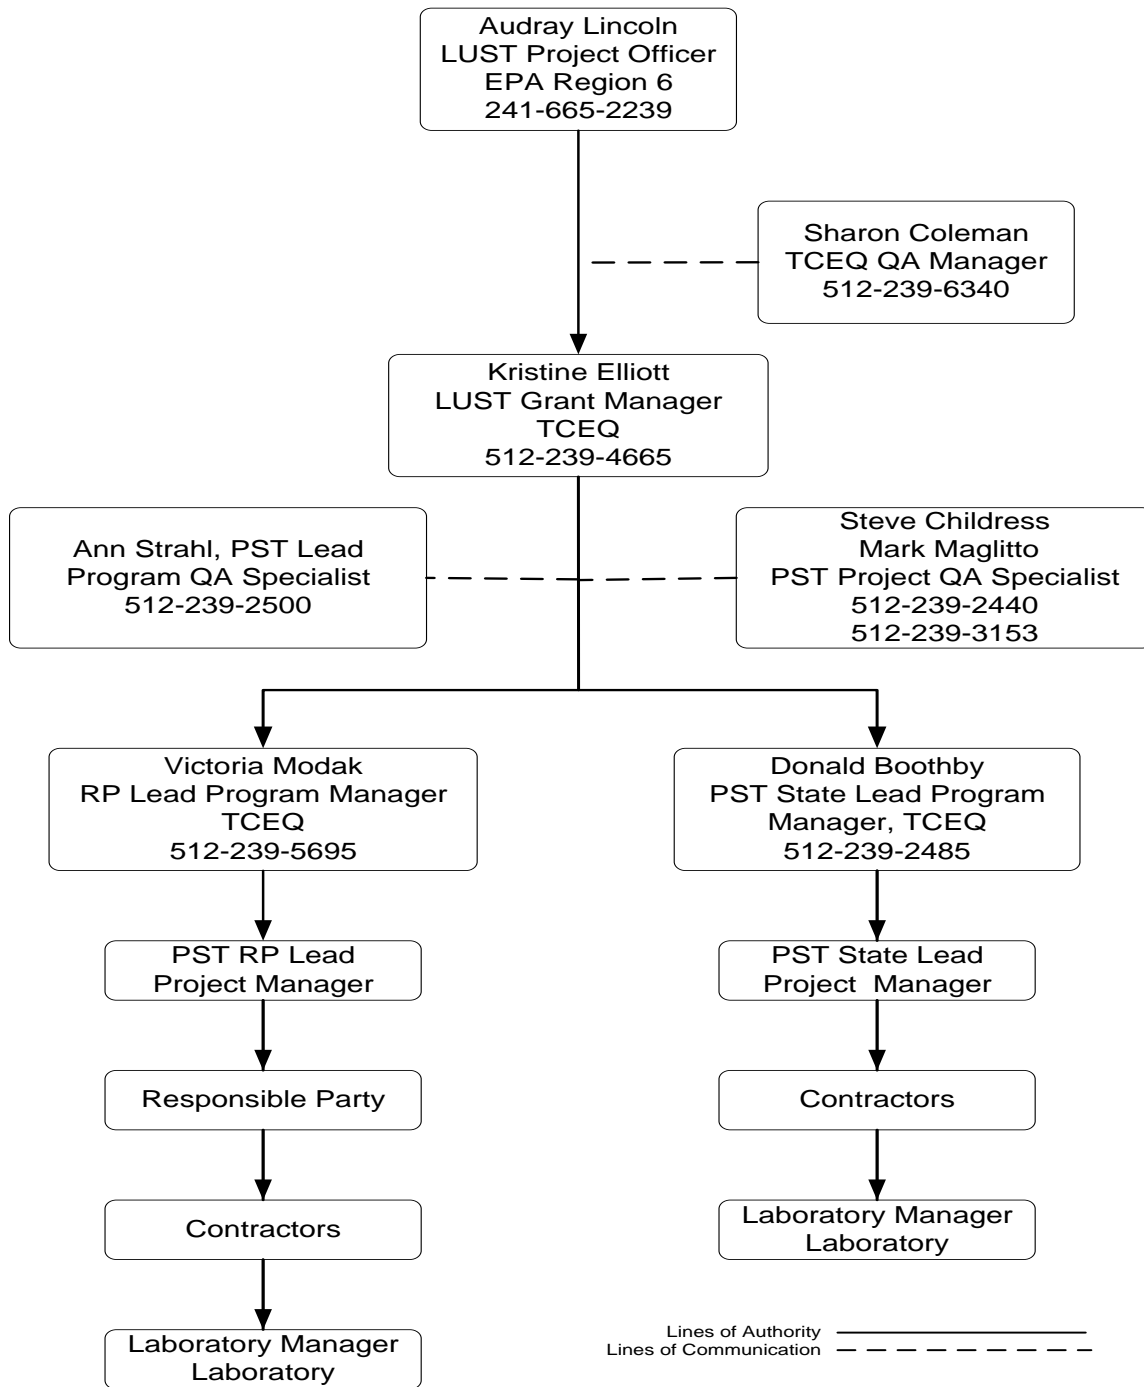 Audray Lincoln
LUST Project Officer
EPA Region 6
241-665-2239
Sharon Coleman
TCEQ QA Manager
512-239-6340
Kristine Elliott
LUST Grant Manager
TCEQ
512-239-4665
Ann Strahl, PST Lead
Program QA Specialist
512-239-2500
Steve Childress
Mark Maglitto
PST Project QA Specialist
512-239-2440
512-239-3153
Victoria Modak
RP Lead Program Manager
TCEQ
512-239-5695
Donald Boothby
PST State Lead Program
Manager, TCEQ
512-239-2485
PST RP Lead
Project Manager
PST State Lead
Project Manager
Responsible Party
Contractors
Contractors
Laboratory Manager
Laboratory
Laboratory Manager
Laboratory
Lines of Authority
Lines of Communication